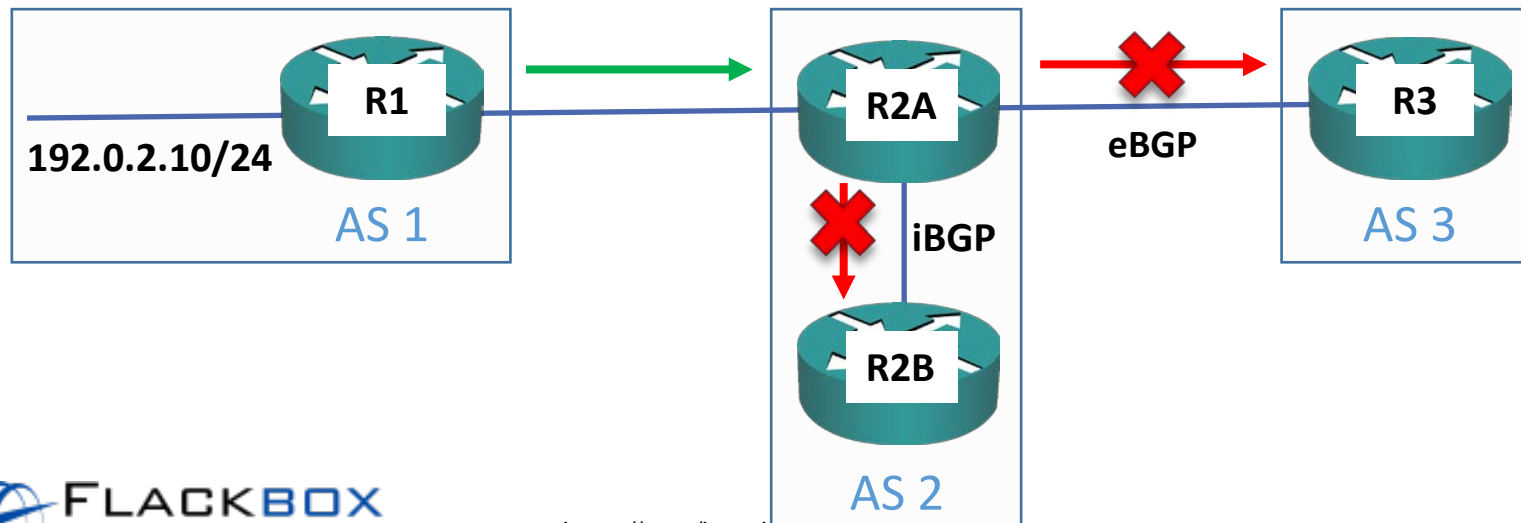 R1
R2A
R3
192.0.2.10/24
eBGP
AS 1
iBGP
AS 3
R2B
AS 2
FLACKBOX